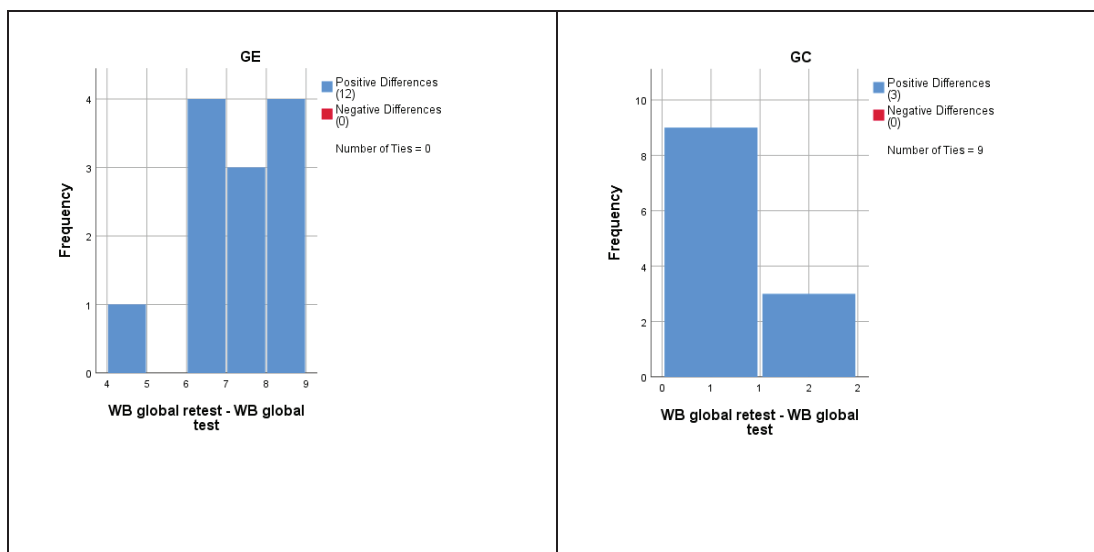 GE
Positive Differences
(12)
Negative Differences
(0)
Number of Ties = 0
4
3
2
1
0
Frequency
4 5 6 7 8 9
WB global retest - WB global
test
GC
Positive Differences
(3)
Negative Differences
(0)
Number of Ties = 9
10
8
6
4
2
0
Frequency
0 1 1 2 2
WB global retest - WB global
test